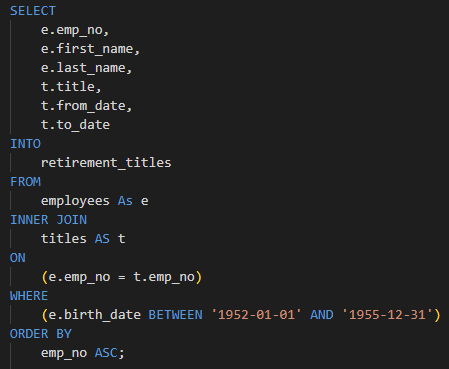 SELECT
    e.emp_no,
    e.first_name,
    e.last_name,
    t.title,
    t.from_date,
    t.to_date
INTO
    retirement_titles
FROM
    employees As e
INNER JOIN
    titles AS t
ON
    (e.emp_no = t.emp_no)
WHERE
    (e.birth_date BETWEEN '1952-01-01' AND '1955-12-31')
ORDER BY
    emp_no ASC;